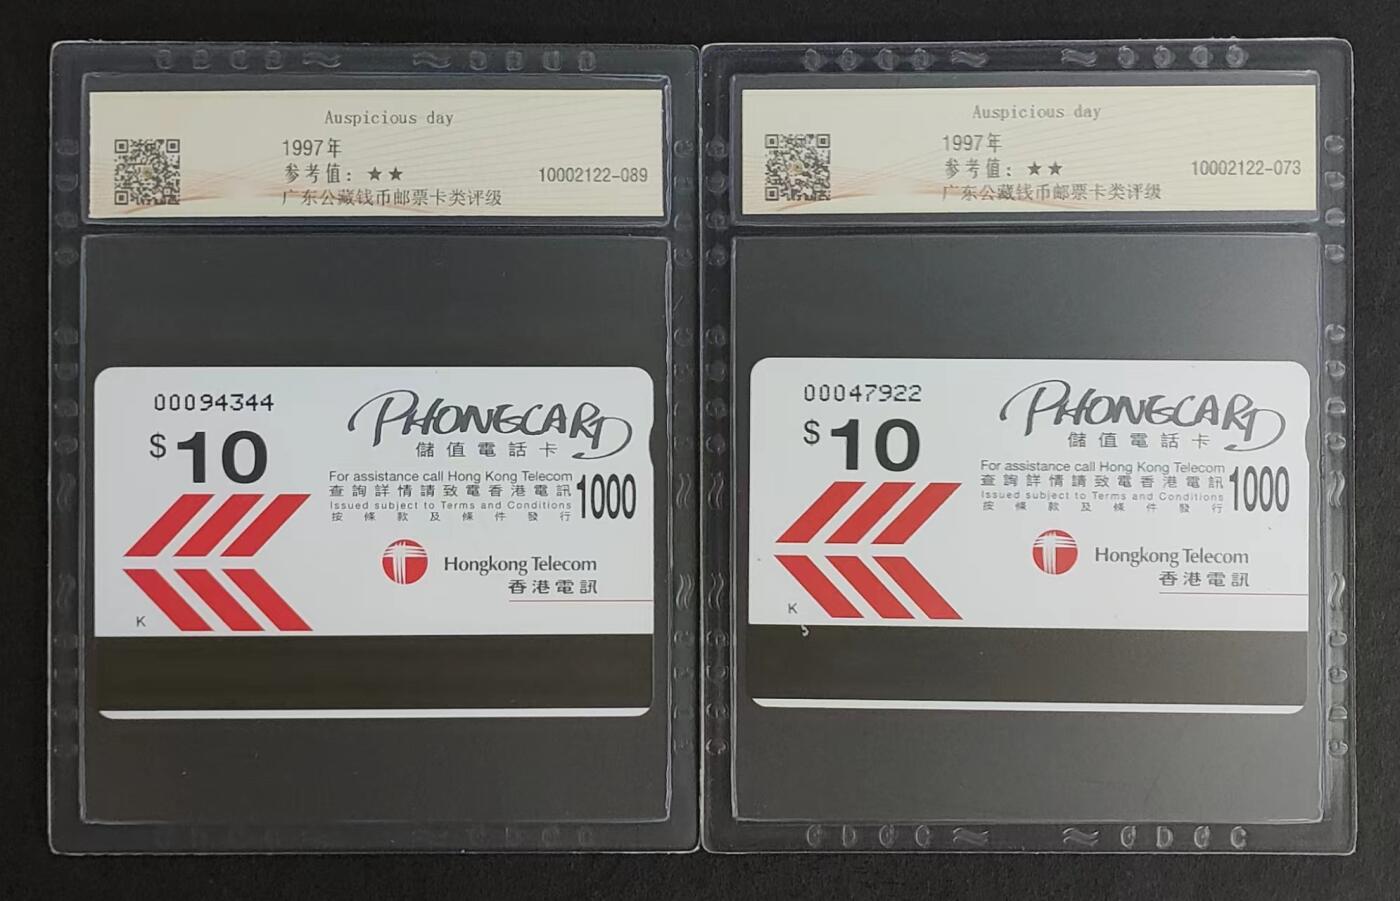 Auspicious day
1997年
参考值：★★
10002122-089
广东公藏钱币邮票卡类评级
00094344
$10
PHONECARD
儲值電話卡
For assistance call Hong Kong Telecom
查詢詳情請致電香港電訊
Issued subject to Terms and Conditions
按條款及條件發行
1000
Hongkong Telecom
香港電訊
K
Auspicious day
1997年
参考值：★★
10002122-073
广东公藏钱币邮票卡类评级
00047922
$10
PHONECARD
儲值電話卡
For assistance call Hong Kong Telecom
查詢詳情請致電香港電訊
Issued subject to Terms and Conditions
按條款及條件發行
1000
Hongkong Telecom
香港電訊
K